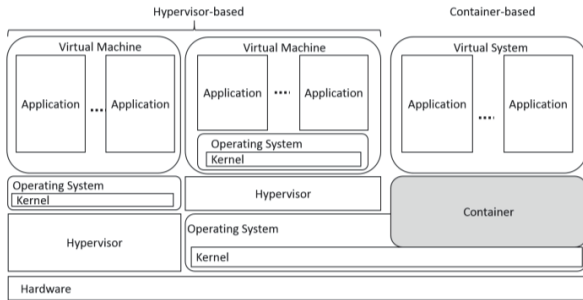 Hypervisor-based
Container-based
Virtual Machine
Virtual Machine
Virtual System
Application
....
Application
Application
....
Application
Application
....
Application
Operating System
Kernel
Operating System
Kernel
Hypervisor
Container
Hypervisor
Operating System
Kernel
Hardware